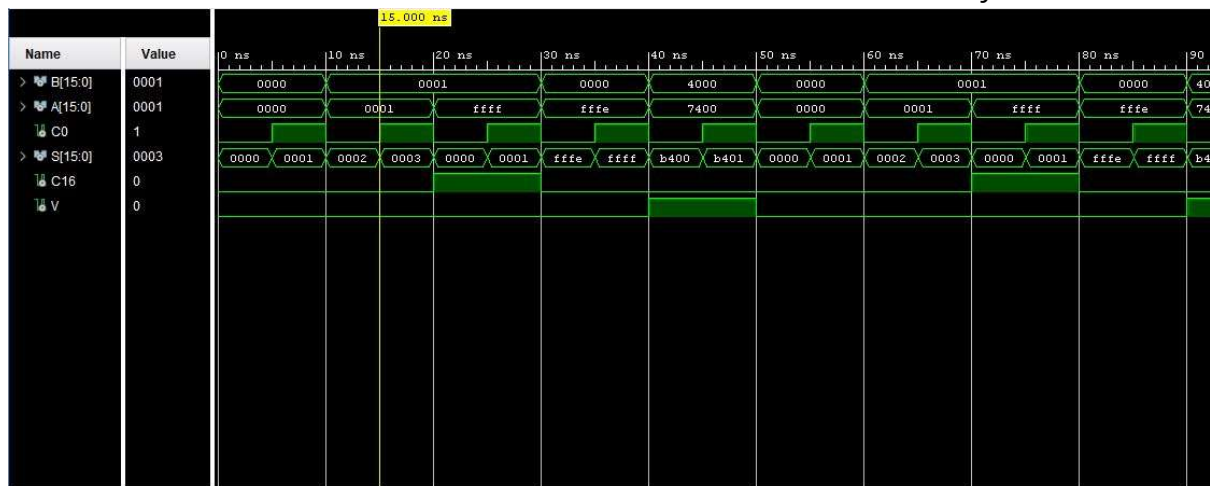 15.000 ns
Name Value 0 ns 10 ns 20 ns 30 ns 40 ns 50 ns 60 ns 70 ns 80 ns 90
B[15:0] 0001 0000 0001 0000 4000 0000 0001 0000 40
A[15:0] 0001 0000 0001 ffff fffe 7400 0000 0001 ffff fffe 74
C0 1
S[15:0] 0003 0000 0001 0002 0003 0000 0001 fffe ffff b400 b401 0000 0001 0002 0003 0000 0001 fffe ffff b4
C16 0
V 0